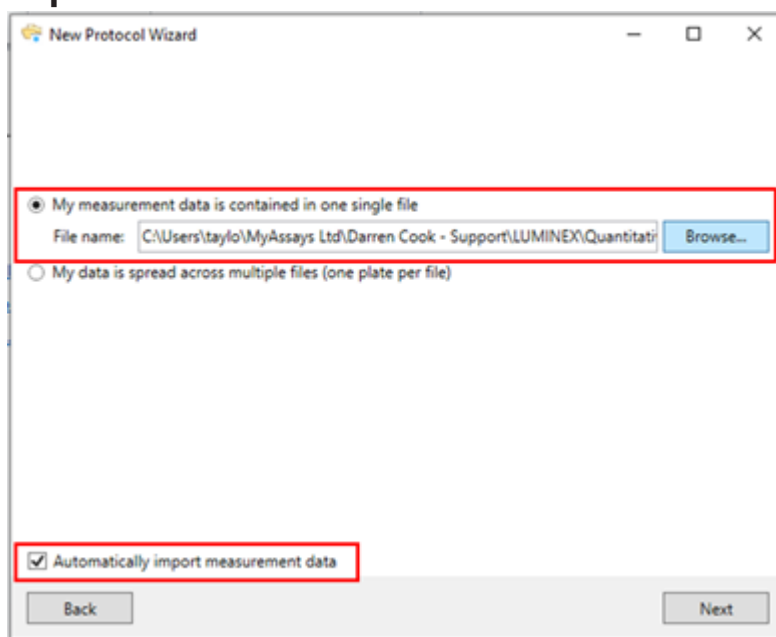 New Protocol Wizard
My measurement data is contained in one single file
File name: C:\Users\taylo\MyAssays Ltd\Darren Cook - Support\LUMINEX\Quantitati Browse...
My data is spread across multiple files (one plate per file)
Automatically import measurement data
Back Next